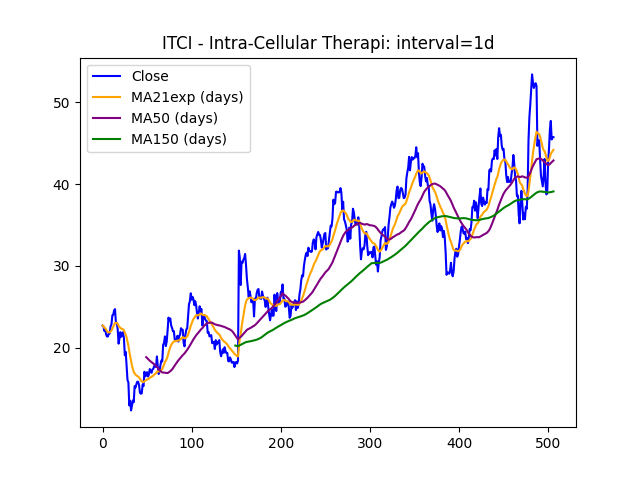 ITCI - Intra-Cellular Therapi: interval=1d
Close
MA21exp (days)
MA50 (days)
MA150 (days)
50
40
30
20
0 100 200 300 400 500